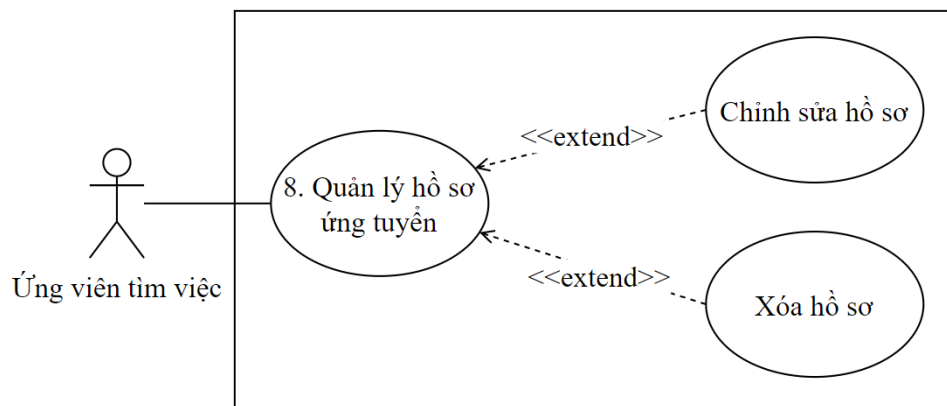 Chỉnh sửa hồ sơ
<<extend>>
8. Quản lý hồ sơ
ứng tuyển
Ứng viên tìm việc
<<extend>>
Xóa hồ sơ